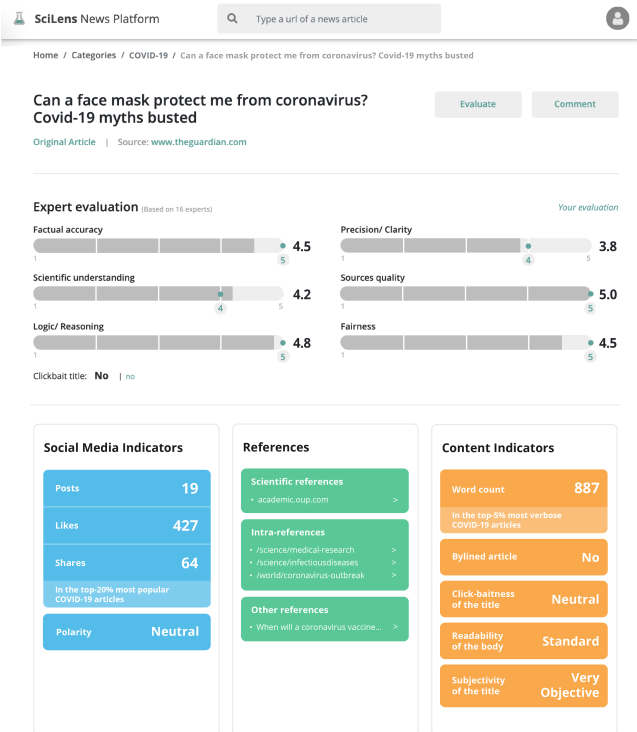 SciLens News Platform
Type a url of a news article
Home / Categories / COVID-19 / Can a face mask protect me from coronavirus? Covid-19 myths busted
Can a face mask protect me from coronavirus?
Covid-19 myths busted
Evaluate
Comment
Original Article | Source: www.theguardian.com
Expert evaluation (Based on 16 experts)
Your evaluation
Factual accuracy
4.5
1
5
Precision/ Clarity
3.8
1
4
5
Scientific understanding
4.2
1
4
5
Sources quality
5.0
1
5
Logic/ Reasoning
4.8
1
5
Fairness
4.5
1
5
Clickbait title: No | no
Social Media Indicators
Posts 19
Likes 427
Shares 64
In the top-20% most popular
COVID-19 articles
Polarity Neutral
References
Scientific references
• academic.oup.com >
Intra-references
• /science/medical-research >
• /science/infectiousdiseases >
• /world/coronavirus-outbreak >
Other references
• When will a coronavirus vaccine... >
Content Indicators
Word count 887
In the top-5% most verbose
COVID-19 articles
Bylined article No
Click-baitness
of the title
Neutral
Readability
of the body
Standard
Subjectivity
of the title
Very
Objective